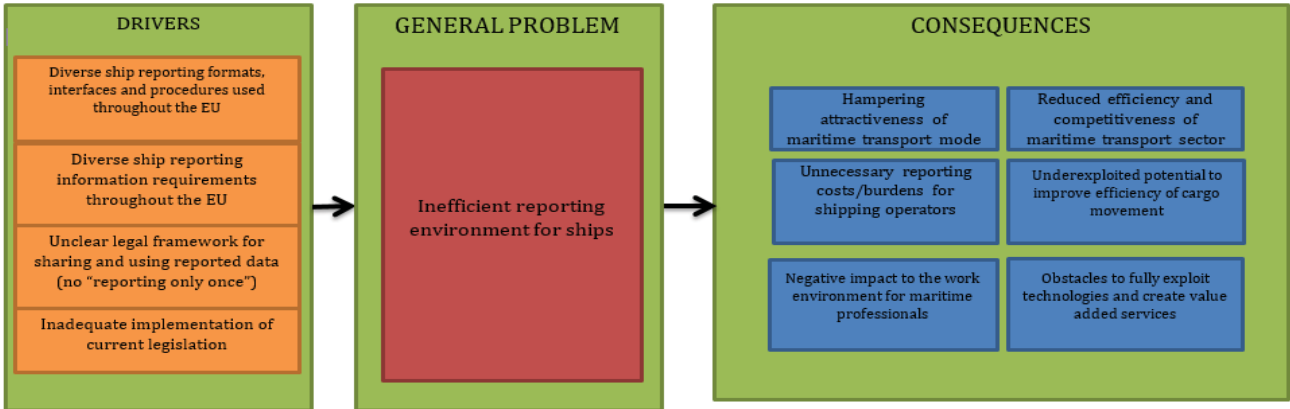 DRIVERS
Diverse ship reporting formats,
interfaces and procedures used
throughout the EU
Diverse ship reporting
information requirements
throughout the EU
Unclear legal framework for
sharing and using reported data
(no “reporting only once”)
Inadequate implementation of
current legislation
GENERAL PROBLEM
Inefficient reporting
environment for ships
CONSEQUENCES
Hampering
attractiveness of
maritime transport mode
Reduced efficiency and
competitiveness of
maritime transport sector
Unnecessary reporting
costs/burdens for
shipping operators
Underexploited potential to
improve efficiency of cargo
movement
Negative impact to the work
environment for maritime
professionals
Obstacles to fully exploit
technologies and create value
added services